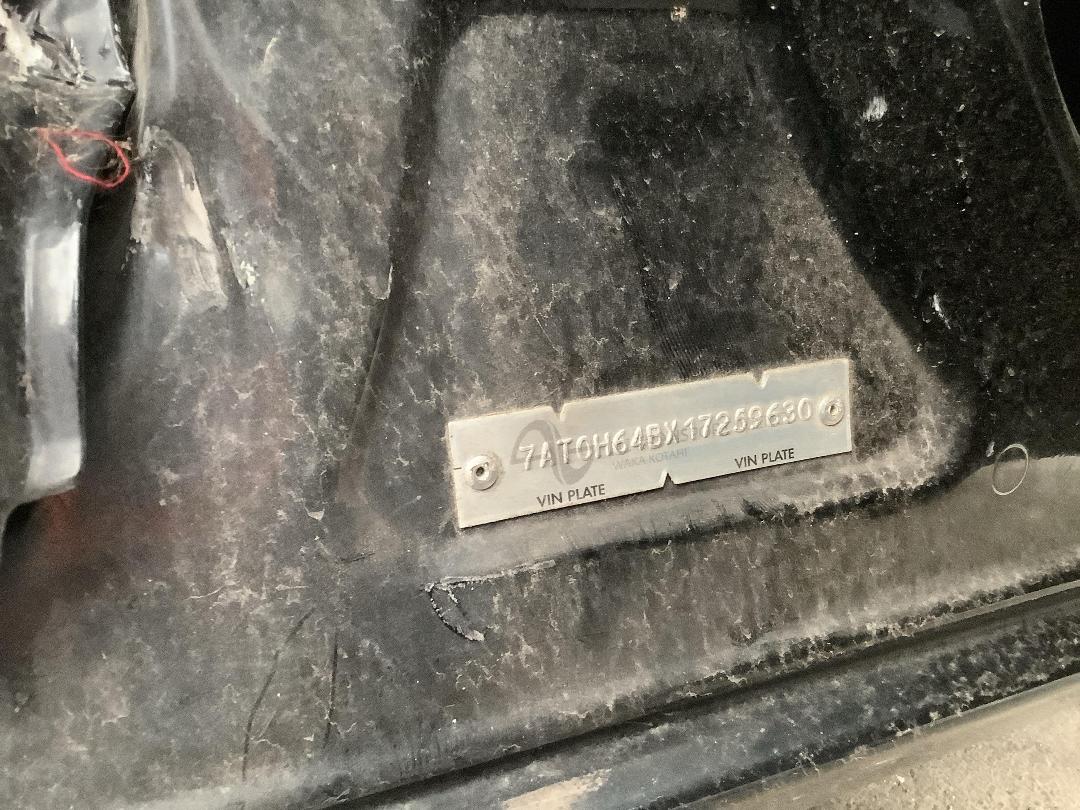 7AT0H64BX17259630
WAKA KOTAHI
VIN PLATE
VIN PLATE